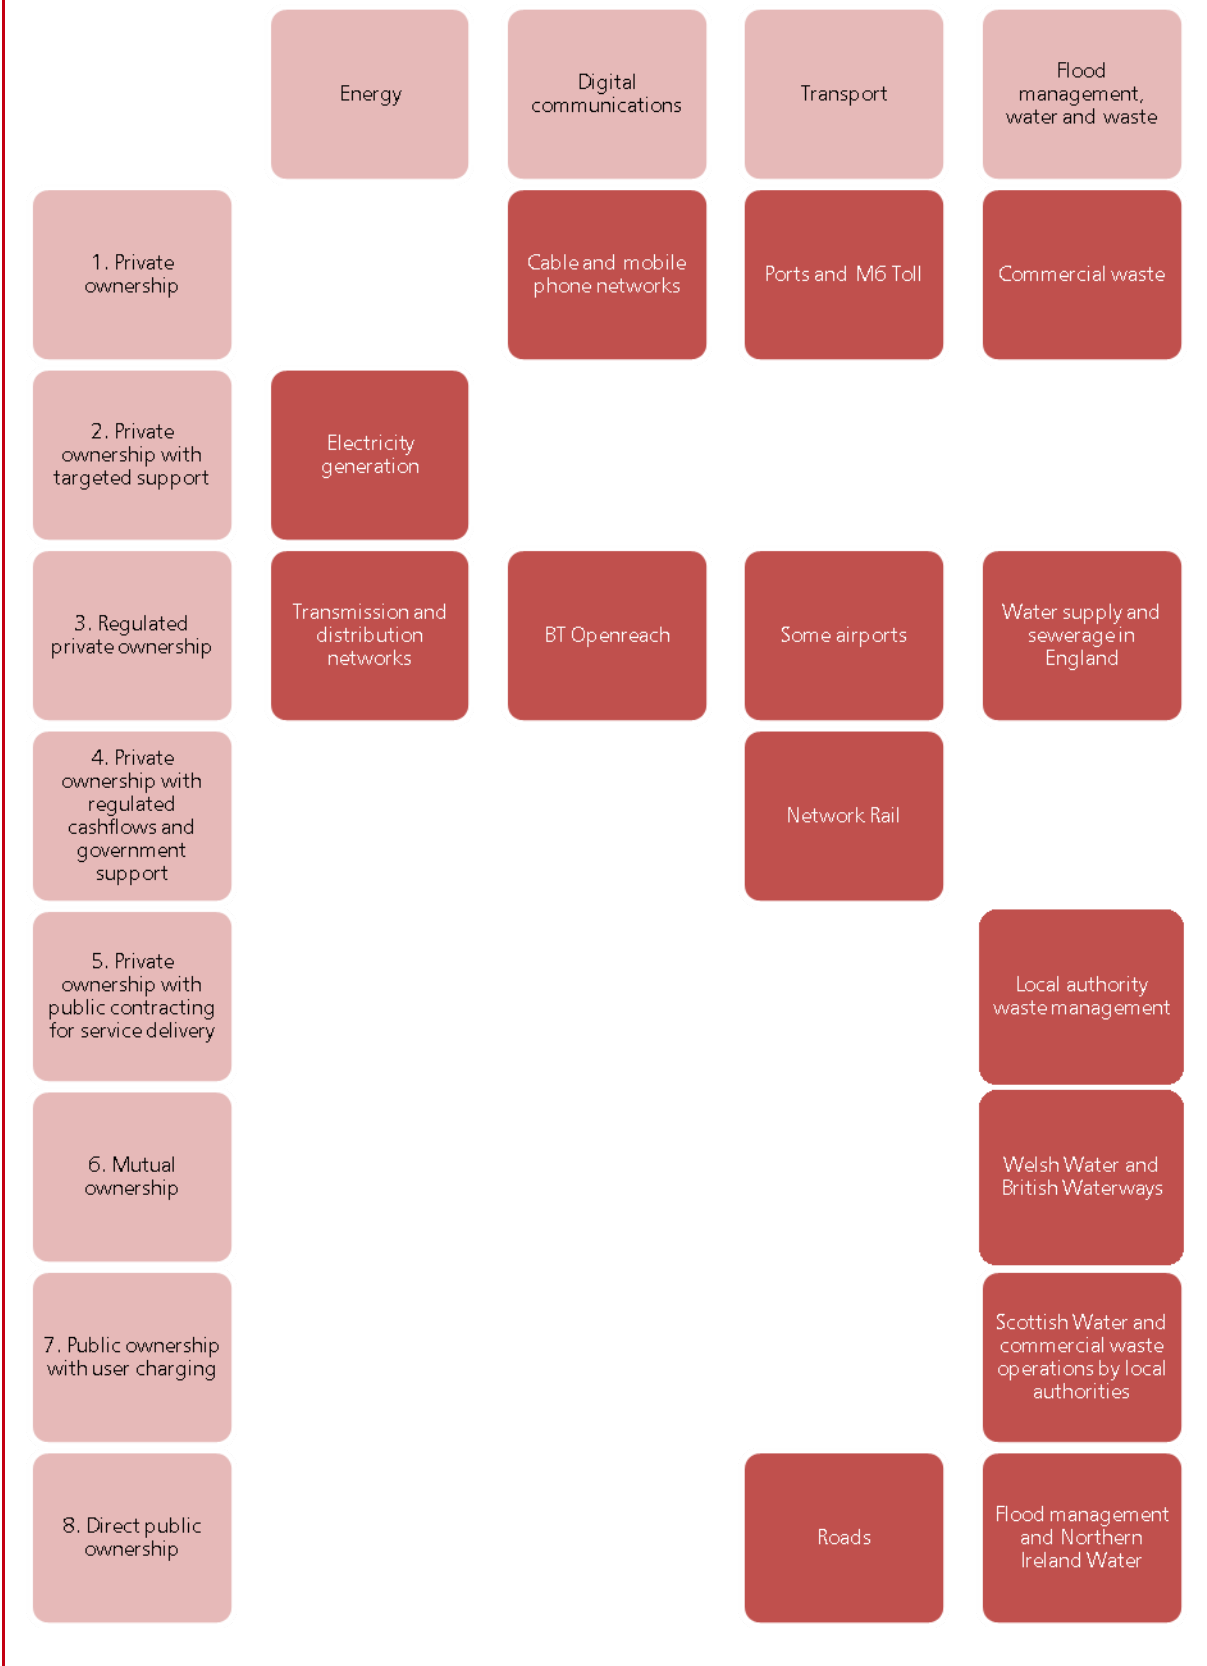 Energy
Digital
communications
Transport
Flood
management,
water and waste
1. Private
ownership
Cable and mobile
phone networks
Ports and M6 Toll
Commercial waste
2. Private
ownership with
targeted support
Electricity
generation
3. Regulated
private ownership
Transmission and
distribution
networks
BT Openreach
Some airports
Water supply and
sewerage in
England
4. Private
ownership with
regulated
cashflows and
government
support
Network Rail
5. Private
ownership with
public contracting
for service delivery
Local authority
waste management
6. Mutual
ownership
Welsh Water and
British Waterways
7. Public ownership
with user charging
Scottish Water and
commercial waste
operations by local
authorities
8. Direct public
ownership
Roads
Flood management
and Northern
Ireland Water